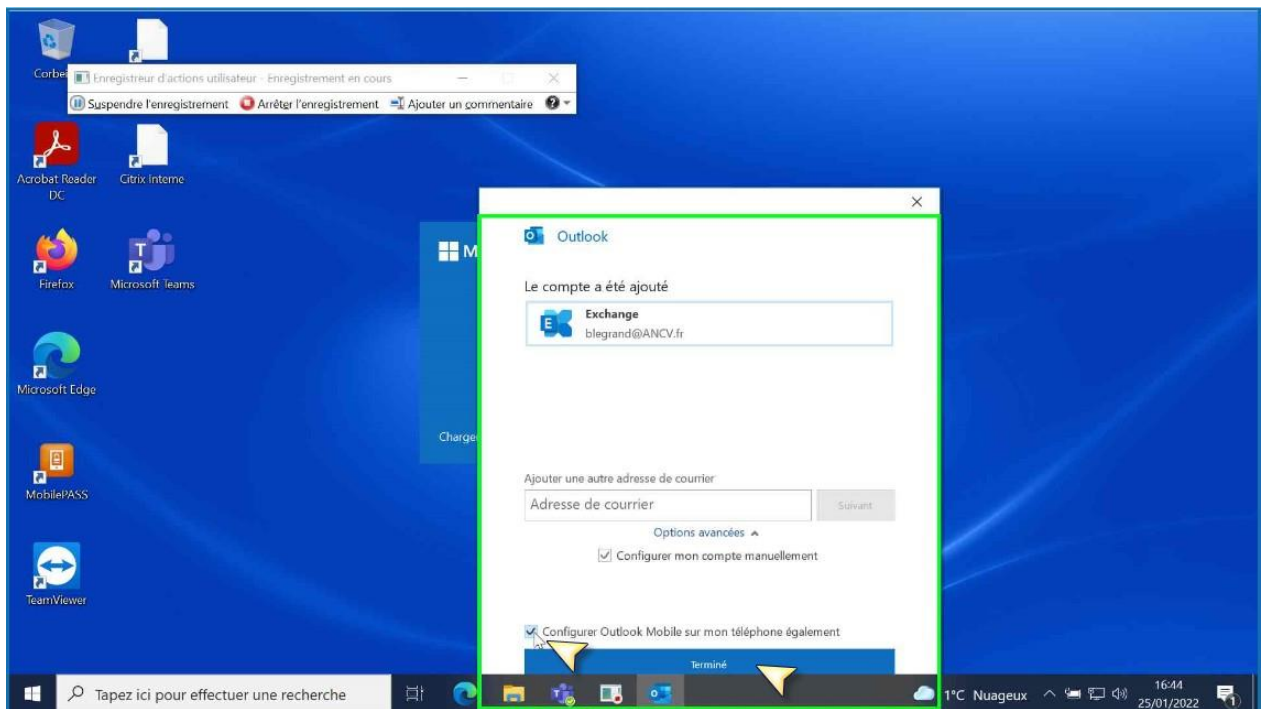 Corbe
Enregistreur d'actions utilisateur - Enregistrement en cours
Suspendre l'enregistrement Arrêter l'enregistrement Ajouter un commentaire
Acrobat Reader
DC
Citrix Interne
Firefox
Microsoft Teams
Microsoft Edge
MobilePASS
TeamViewer
M
Charge
Outlook
Le compte a été ajouté
Exchange
blegrand@ANCV.fr
Ajouter une autre adresse de courrier
Adresse de courrier
Suivant
Options avancées
Configurer mon compte manuellement
Configurer Outlook Mobile sur mon téléphone également
Terminé
Tapez ici pour effectuer une recherche
1°C Nuageux
16:44
25/01/2022
1